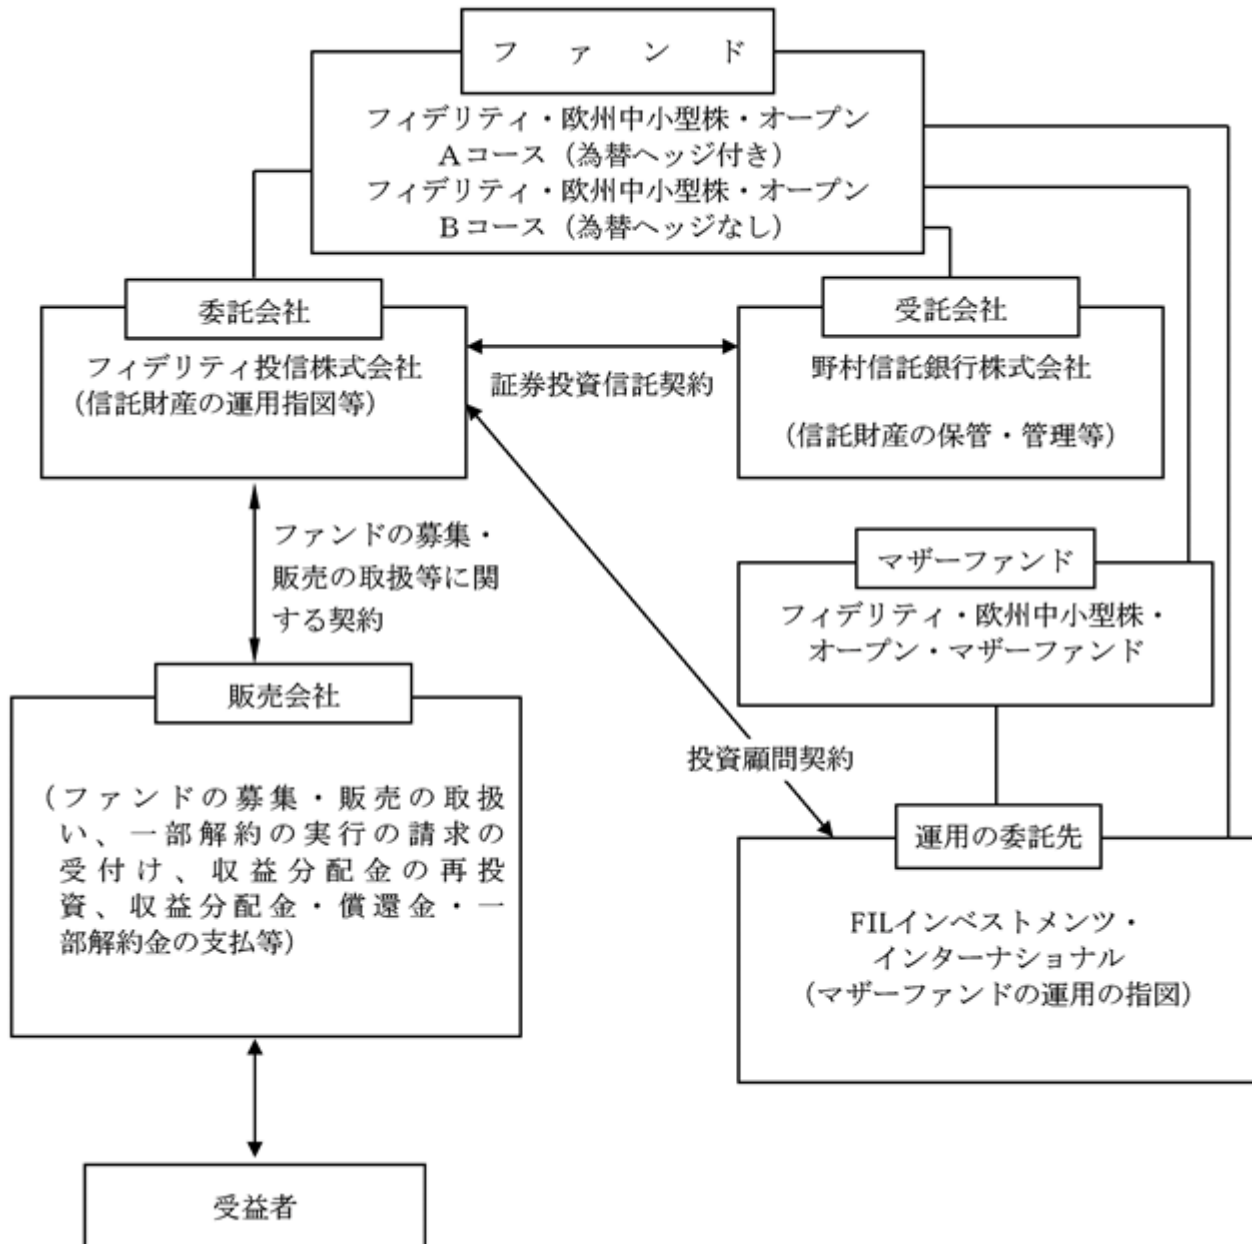 ファンド
フィデリティ・欧州中小型株・オープン
Aコース（為替ヘッジ付き）
フィデリティ・欧州中小型株・オープン
Bコース（為替ヘッジなし）
委託会社
フィデリティ投信株式会社
（信託財産の運用指図等）
証券投資信託契約
受託会社
野村信託銀行株式会社
（信託財産の保管・管理等）
ファンドの募集・
販売の取扱等に関
する契約
マザーファンド
フィデリティ・欧州中小型株・
オープン・マザーファンド
販売会社
（ファンドの募集・販売の取扱
い、一部解約の実行の請求の
受付け、収益分配金の再投
資、収益分配金・償還金・一
部解約金の支払等）
投資顧問契約
運用の委託先
FILインベストメンツ・
インターナショナル
（マザーファンドの運用の指図）
受益者